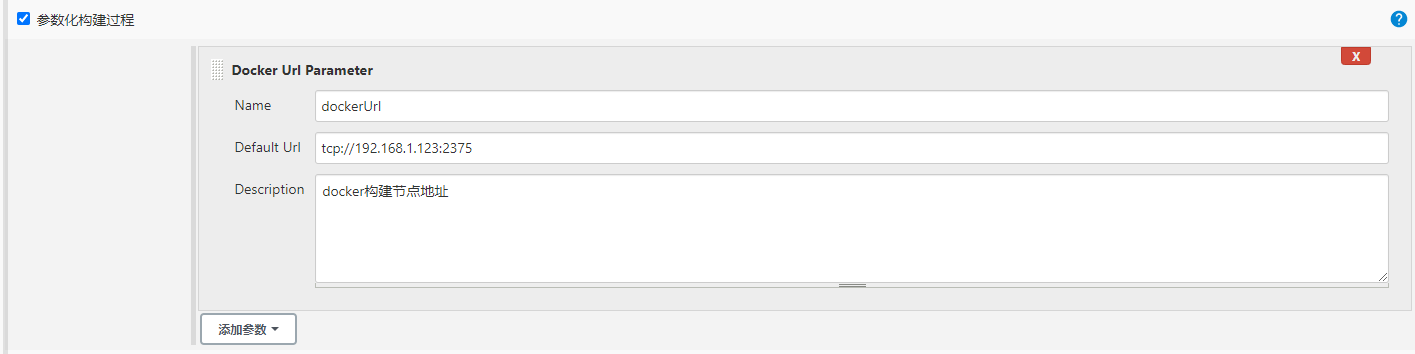 参数化构建过程
?
Docker Url Parameter
X
Name
dockerUrl
Default Url
tcp://192.168.1.123:2375
Description
docker构建节点地址
添加参数